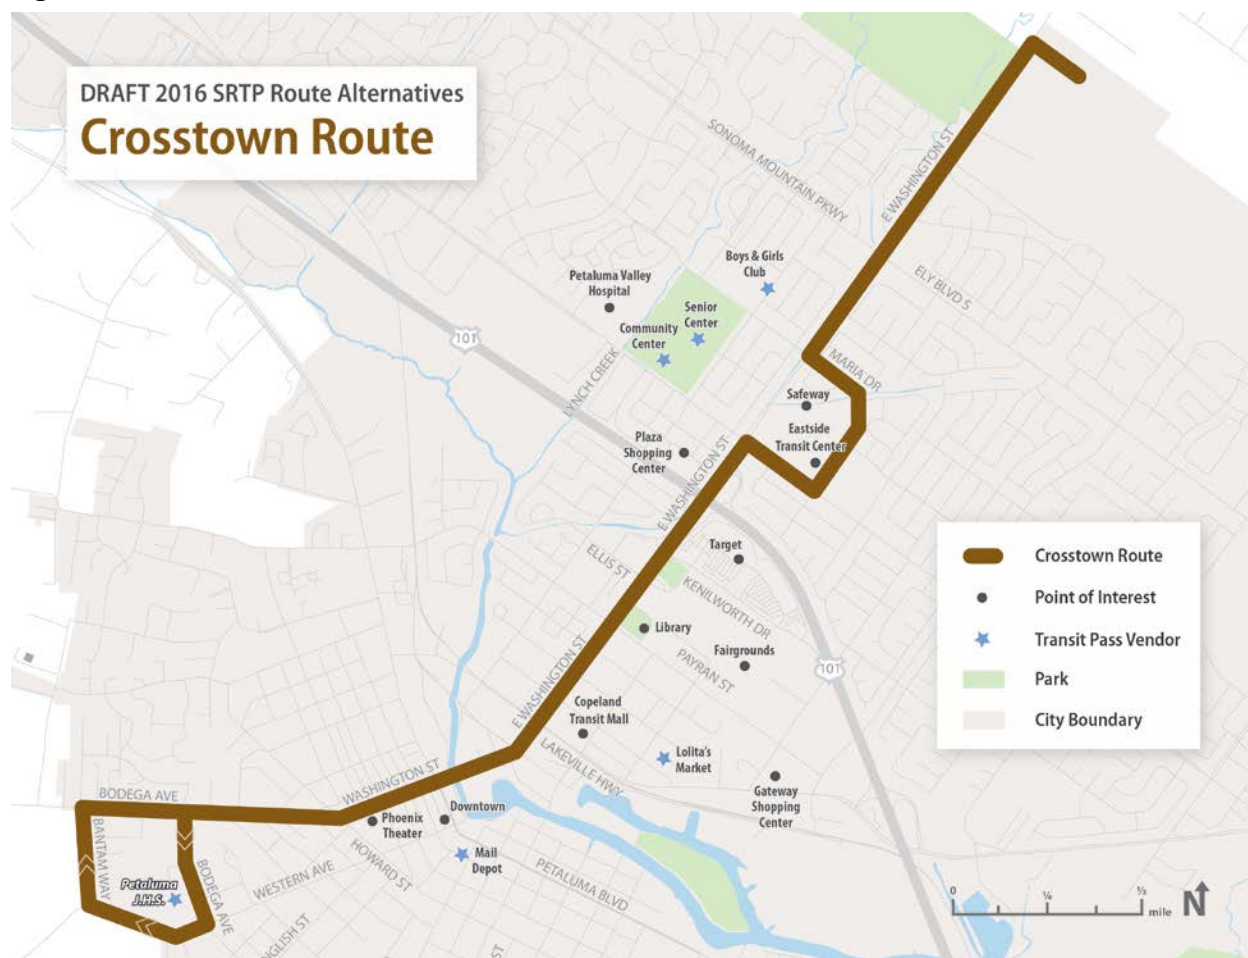 DRAFT 2016 SRTP Route Alternatives
Crosstown Route
SONOMA MOUNTAIN PKWY
E WASHINGTON ST
ELY BLVD S
Boys & Girls
Club
Petaluma Valley
Hospital
Senior
Center
Community
Center
101
LYNCH CREEK
MARIA DR
Safeway
Eastside
Transit Center
Plaza
Shopping
Center
E WASHINGTON ST
Target
ELLIS ST
KENILWORTH DR
Library
Fairgrounds
PAYRAN ST
101
E WASHINGTON ST
Copeland
Transit Mall
LAKEVILLE HWY
Lolita's
Market
Gateway
Shopping
Center
WASHINGTON ST
BODEGA AVE
Downtown
Phoenix
Theater
BANTAM WAY
HOWARD ST
Mail
Depot
WESTERN AVE
BODEGA AVE
Petaluma
J.H.S.
PETALUMA BLVD
ENGLISH ST
ST
Crosstown Route
Point of Interest
Transit Pass Vendor
Park
City Boundary
0
¼
½
mile
N